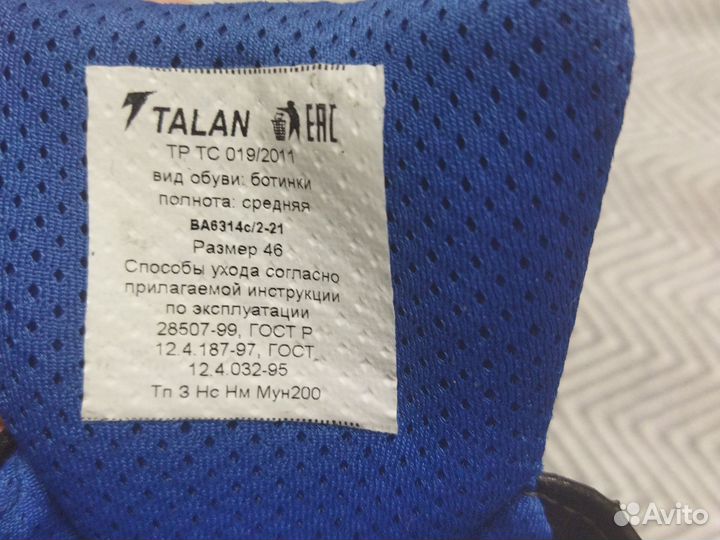 TALAN EAC
ТР ТС 019/2011
вид обуви: ботинки
полнота: средняя
ВА6314с/2-21
Размер 46
Способы ухода согласно
прилагаемой инструкции
по эксплуатации
28507-99, ГОСТ Р
12.4.187-97, ГОСТ
12.4.032-95
Тп З Нс Нм Мун200
Avito